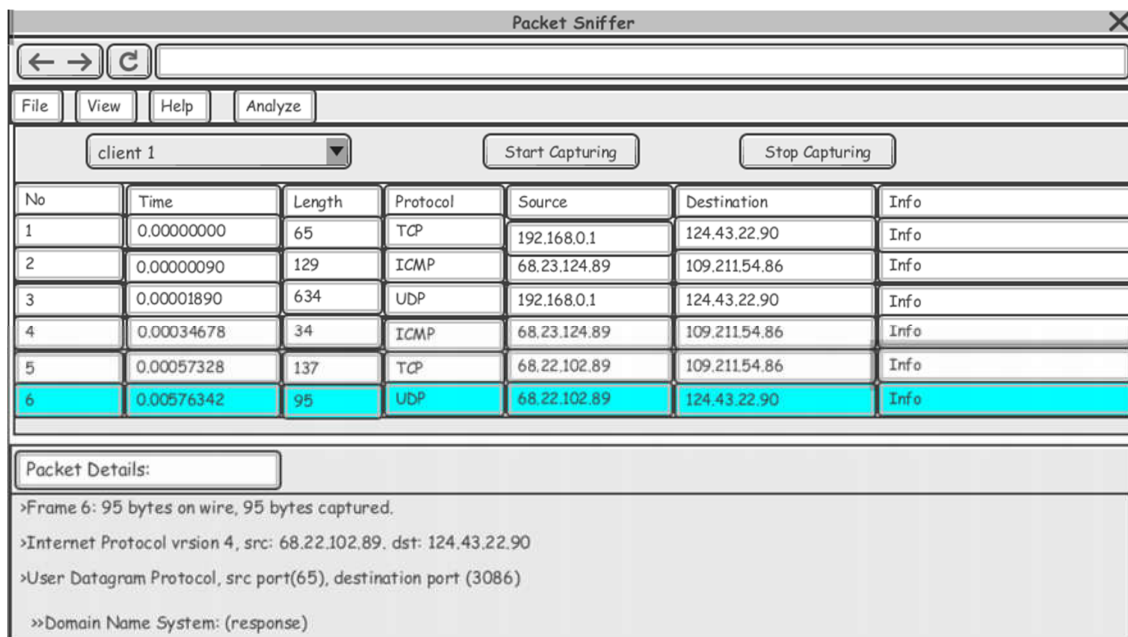 Packet Sniffer
File View Help Analyze
client 1 Start Capturing Stop Capturing
No Time Length Protocol Source Destination Info
1 0.00000000 65 TCP 192.168.0.1 124.43.22.90 Info
2 0.00000090 129 ICMP 68.23.124.89 109.211.54.86 Info
3 0.00001890 634 UDP 192.168.0.1 124.43.22.90 Info
4 0.00034678 34 ICMP 68.23.124.89 109.211.54.86 Info
5 0.00057328 137 TCP 68.22.102.89 109.211.54.86 Info
6 0.00576342 95 UDP 68.22.102.89 124.43.22.90 Info
Packet Details:
>Frame 6: 95 bytes on wire, 95 bytes captured.
>Internet Protocol vrsion 4, src: 68.22.102.89. dst: 124.43.22.90
>User Datagram Protocol, src port(65), destination port (3086)
»Domain Name System: (response)